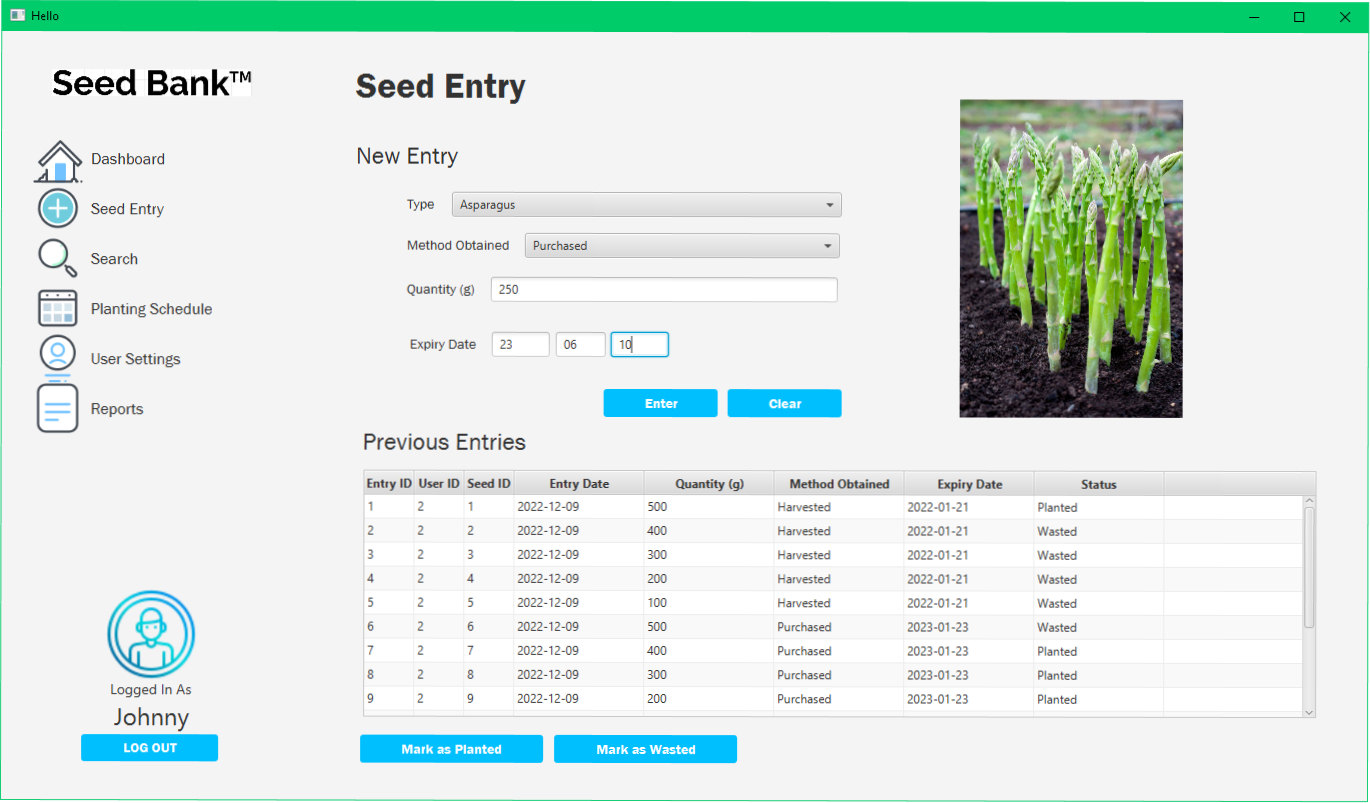 Hello
Seed Bank™
Dashboard
Seed Entry
Search
Planting Schedule
User Settings
Reports
Logged In As
Johnny
LOG OUT
Seed Entry
New Entry
Type Asparagus
Method Obtained Purchased
Quantity (g) 250
Expiry Date 23 06 10
Enter Clear
Previous Entries
Entry ID User ID Seed ID Entry Date Quantity (g) Method Obtained Expiry Date Status
1 2 1 2022-12-09 500 Harvested 2022-01-21 Planted
2 2 2 2022-12-09 400 Harvested 2022-01-21 Wasted
3 2 3 2022-12-09 300 Harvested 2022-01-21 Wasted
4 2 4 2022-12-09 200 Harvested 2022-01-21 Wasted
5 2 5 2022-12-09 100 Harvested 2022-01-21 Wasted
6 2 6 2022-12-09 500 Purchased 2023-01-23 Wasted
7 2 7 2022-12-09 400 Purchased 2023-01-23 Planted
8 2 8 2022-12-09 300 Purchased 2023-01-23 Planted
9 2 9 2022-12-09 200 Purchased 2023-01-23 Planted
Mark as Planted Mark as Wasted